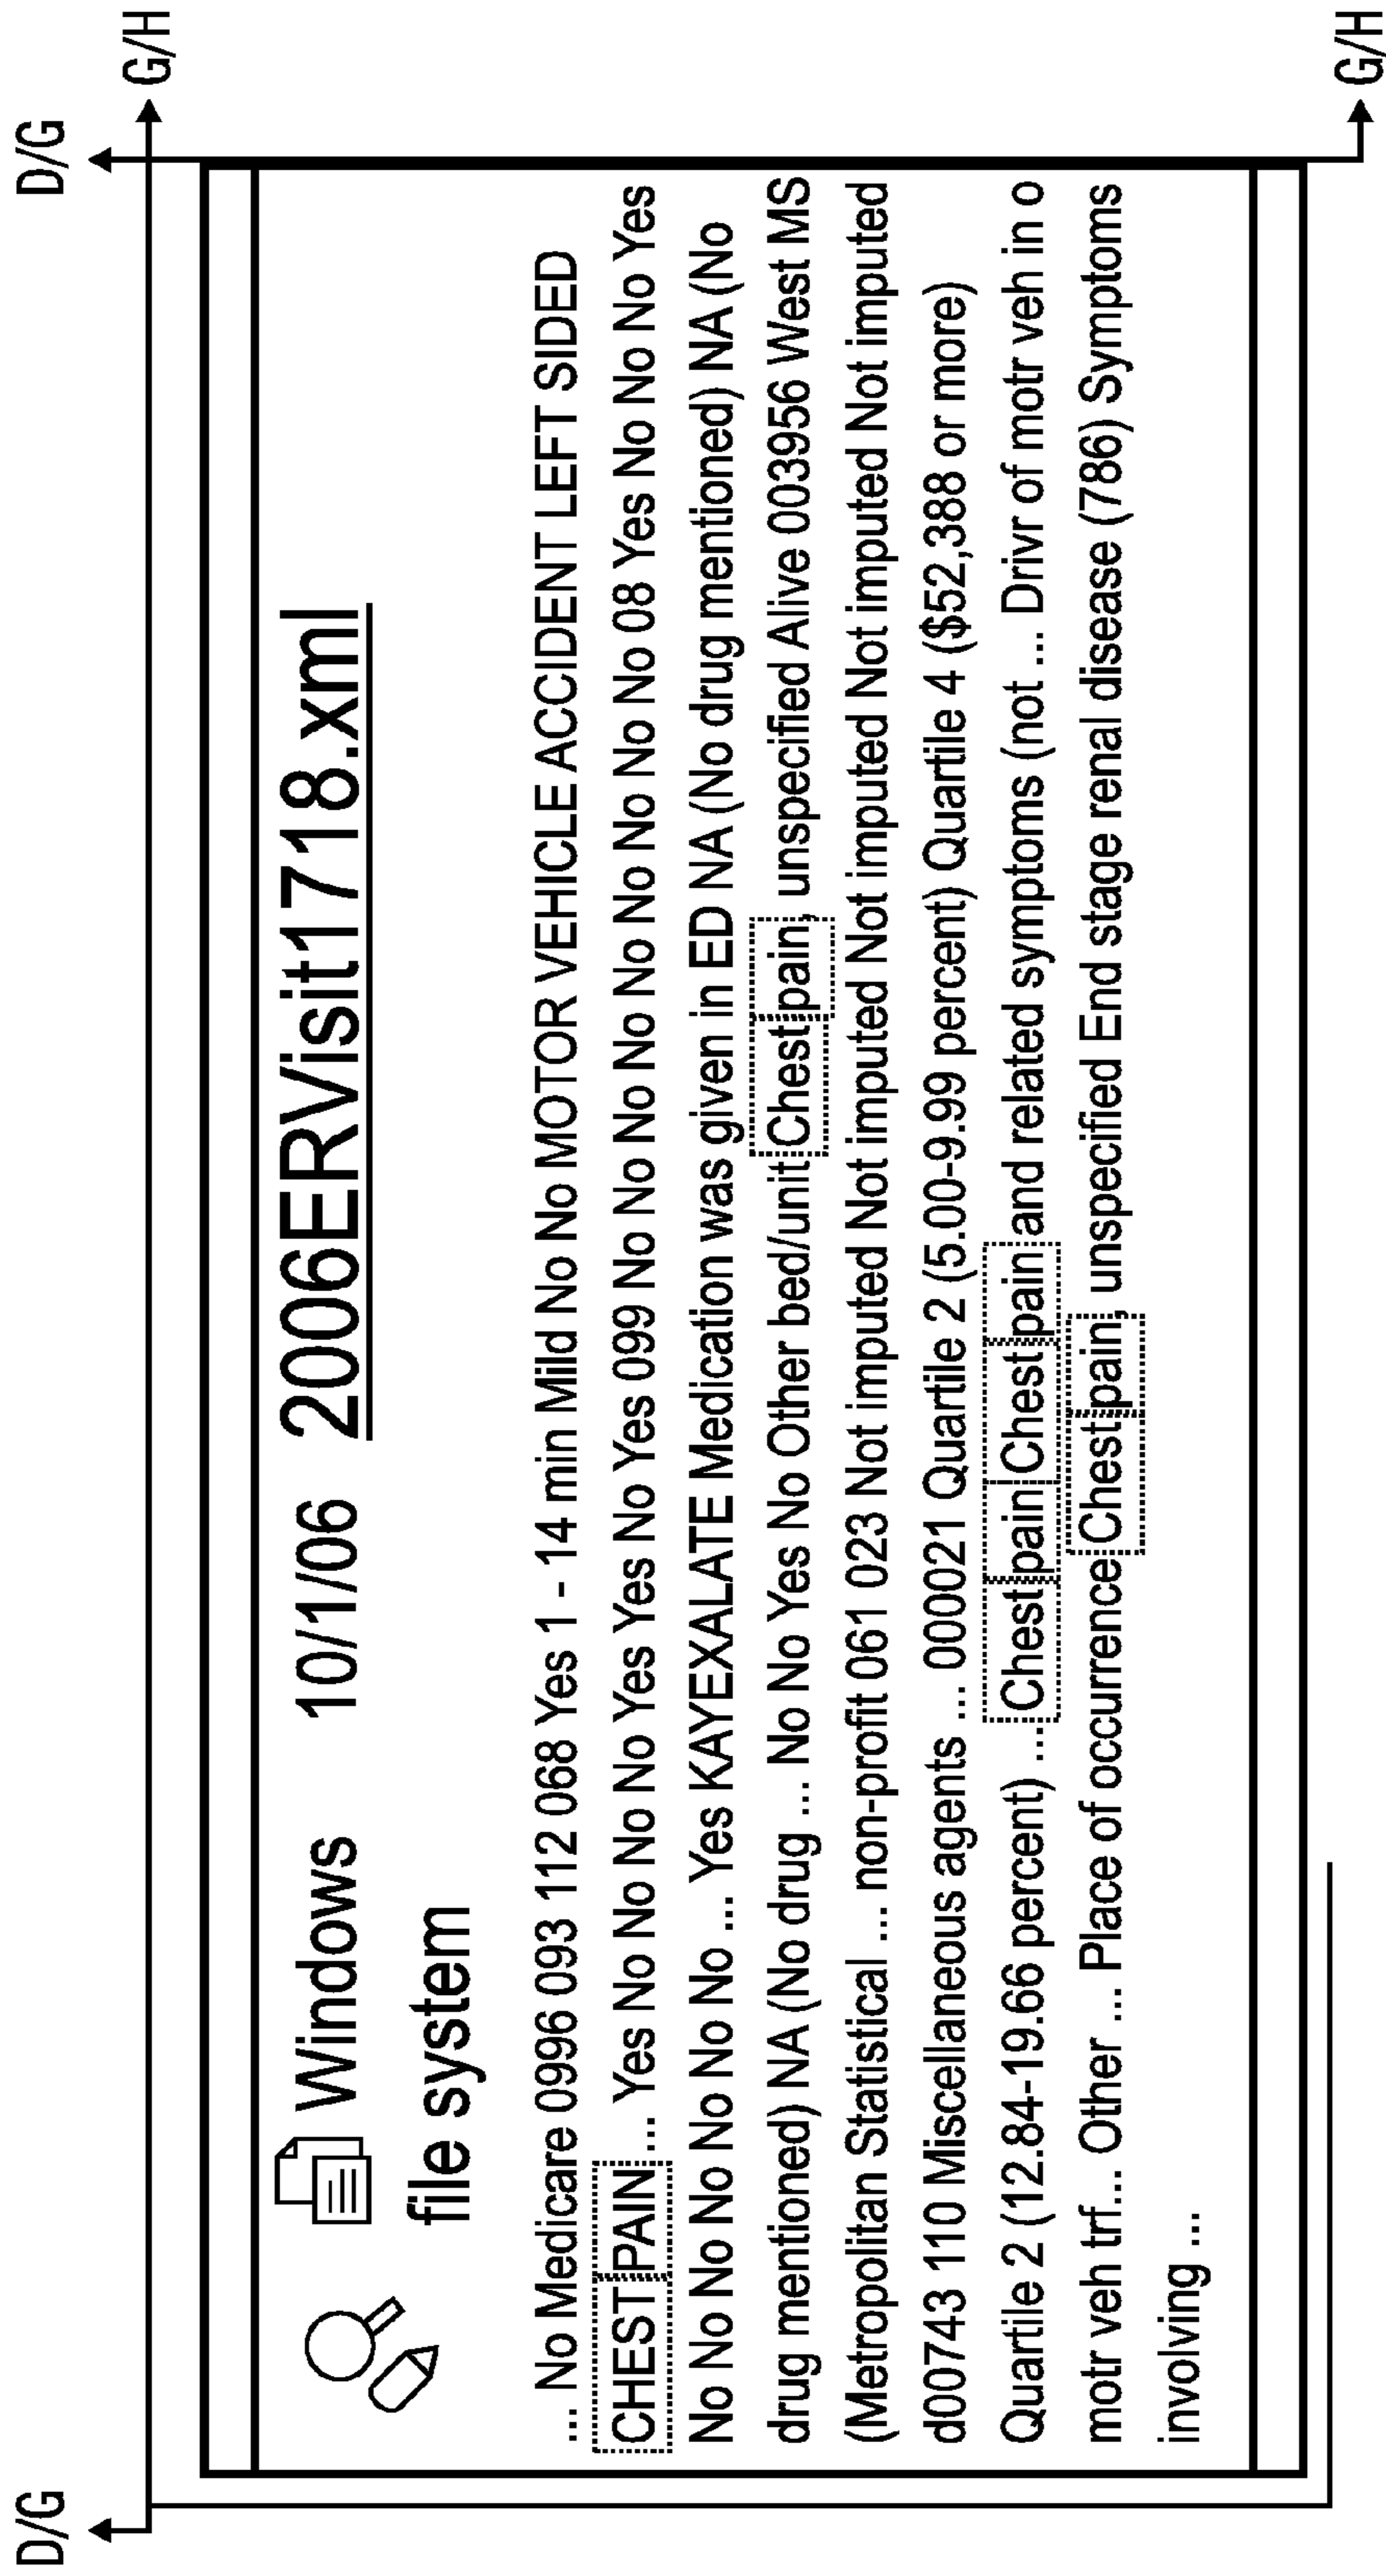 D/G
D/G
G/H
Windows 10/1/06 2006ERVisit1718.xml
file system
... No Medicare 0996 093 112 068 Yes 1 - 14 min Mild No No MOTOR VEHICLE ACCIDENT LEFT SIDED
CHEST PAIN ... Yes No No No No Yes Yes No Yes 099 No No No No No No No 08 Yes No No No Yes
No No No No No No No ... Yes KAYEXALATE Medication was given in ED NA (No drug mentioned) NA (No
drug mentioned) NA (No drug ... No No Yes No Other bed/unit Chest pain, unspecified Alive 003956 West MS
(Metropolitan Statistical ... non-profit 061 023 Not imputed Not imputed Not imputed Not imputed Not imputed
d00743 110 Miscellaneous agents ... 000021 Quartile 2 (5.00-9.99 percent) Quartile 4 ($52,388 or more)
Quartile 2 (12.84-19.66 percent) ... Chest pain Chest pain and related symptoms (not ... Drivr of motr veh in o
motr veh trf... Other ... Place of occurrence Chest pain, unspecified End stage renal disease (786) Symptoms
involving ...
G/H